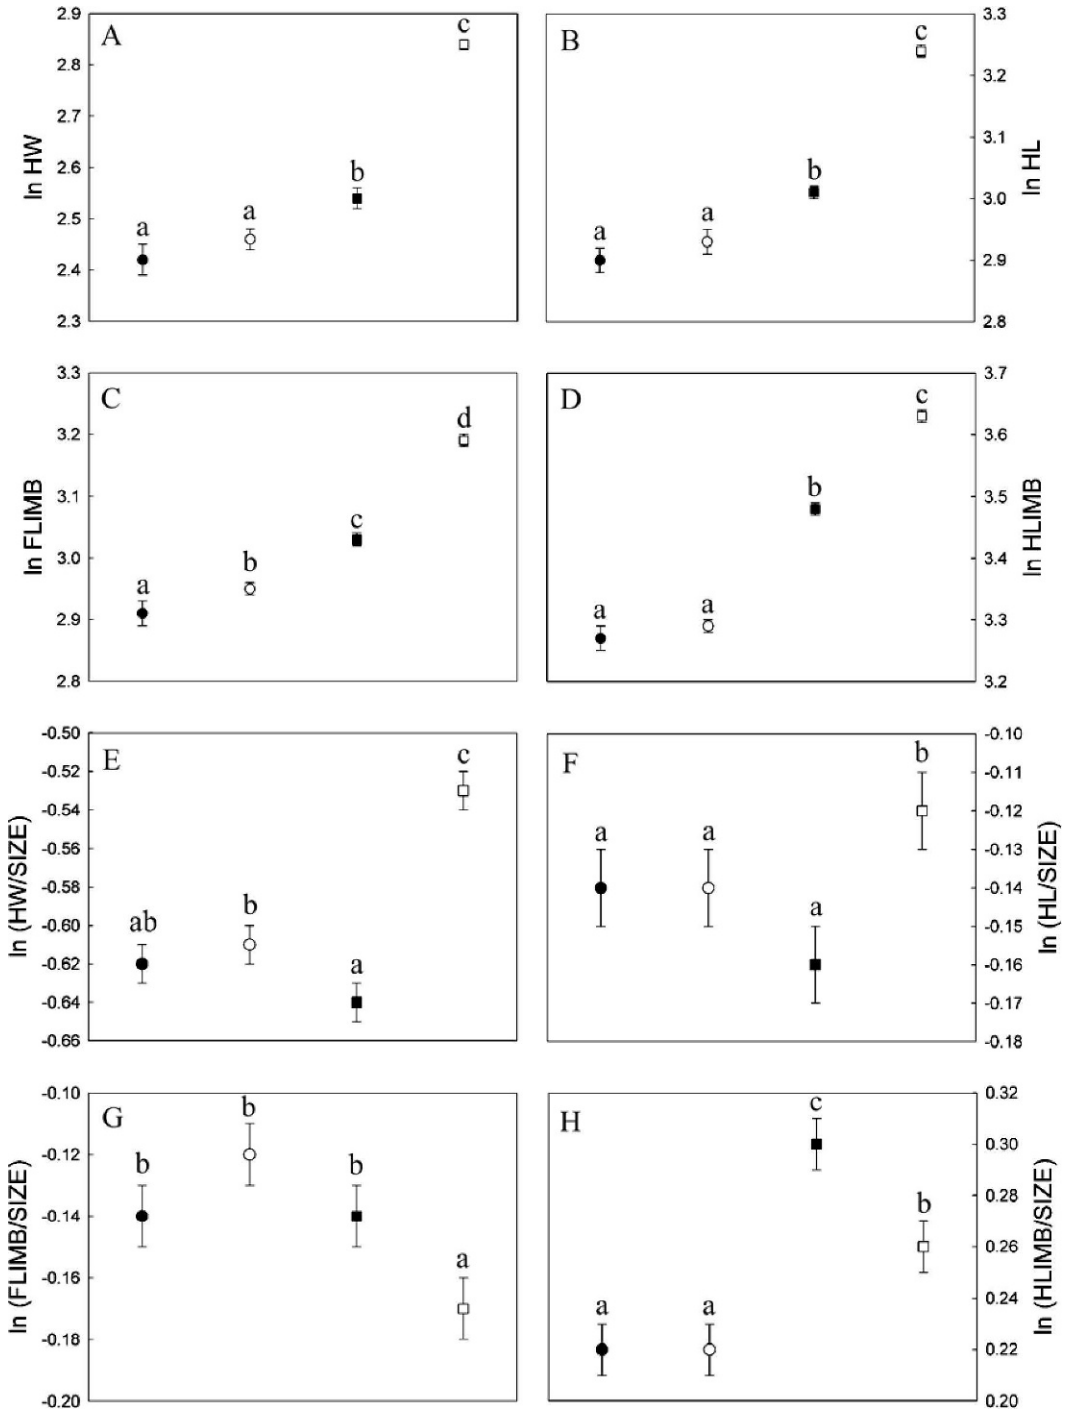 A
ln HW
2.9
2.8
2.7
2.6
2.5
2.4
2.3
a
a
b
c
B
a
a
b
c
3.3
3.2
3.1
3.0
2.9
2.8
ln HL
C
ln FLIMB
3.3
3.2
3.1
3.0
2.9
2.8
a
b
c
d
D
a
a
b
c
3.7
3.6
3.5
3.4
3.3
3.2
ln HLIMB
E
ln (HW/SIZE)
-0.50
-0.52
-0.54
-0.56
-0.58
-0.60
-0.62
-0.64
-0.66
ab
b
a
c
F
a
a
a
b
-0.10
-0.11
-0.12
-0.13
-0.14
-0.15
-0.16
-0.17
-0.18
ln (HL/SIZE)
G
ln (FLIMB/SIZE)
-0.10
-0.12
-0.14
-0.16
-0.18
-0.20
b
b
b
a
H
a
a
c
b
0.32
0.30
0.28
0.26
0.24
0.22
0.20
ln (HLIMB/SIZE)